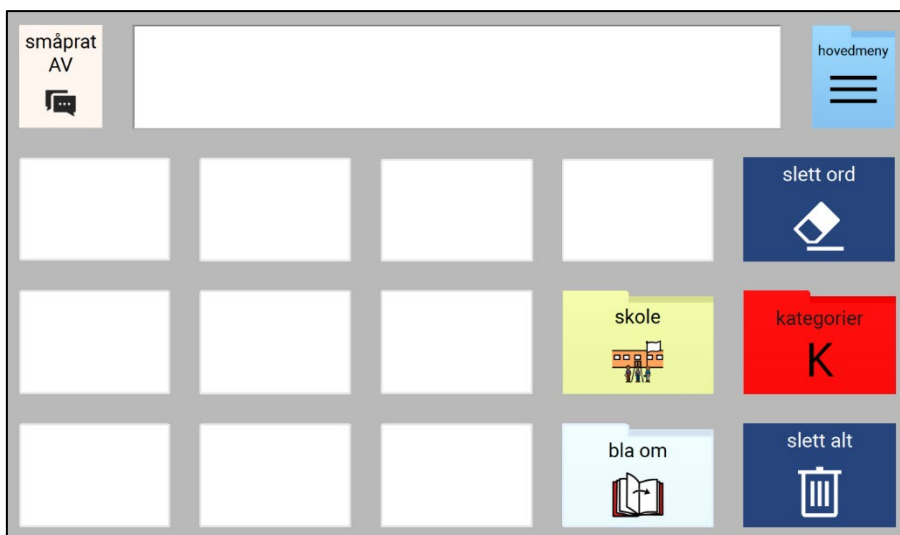 småprat
AV
hovedmeny
slett ord
skole
kategorier
K
bla om
slett alt